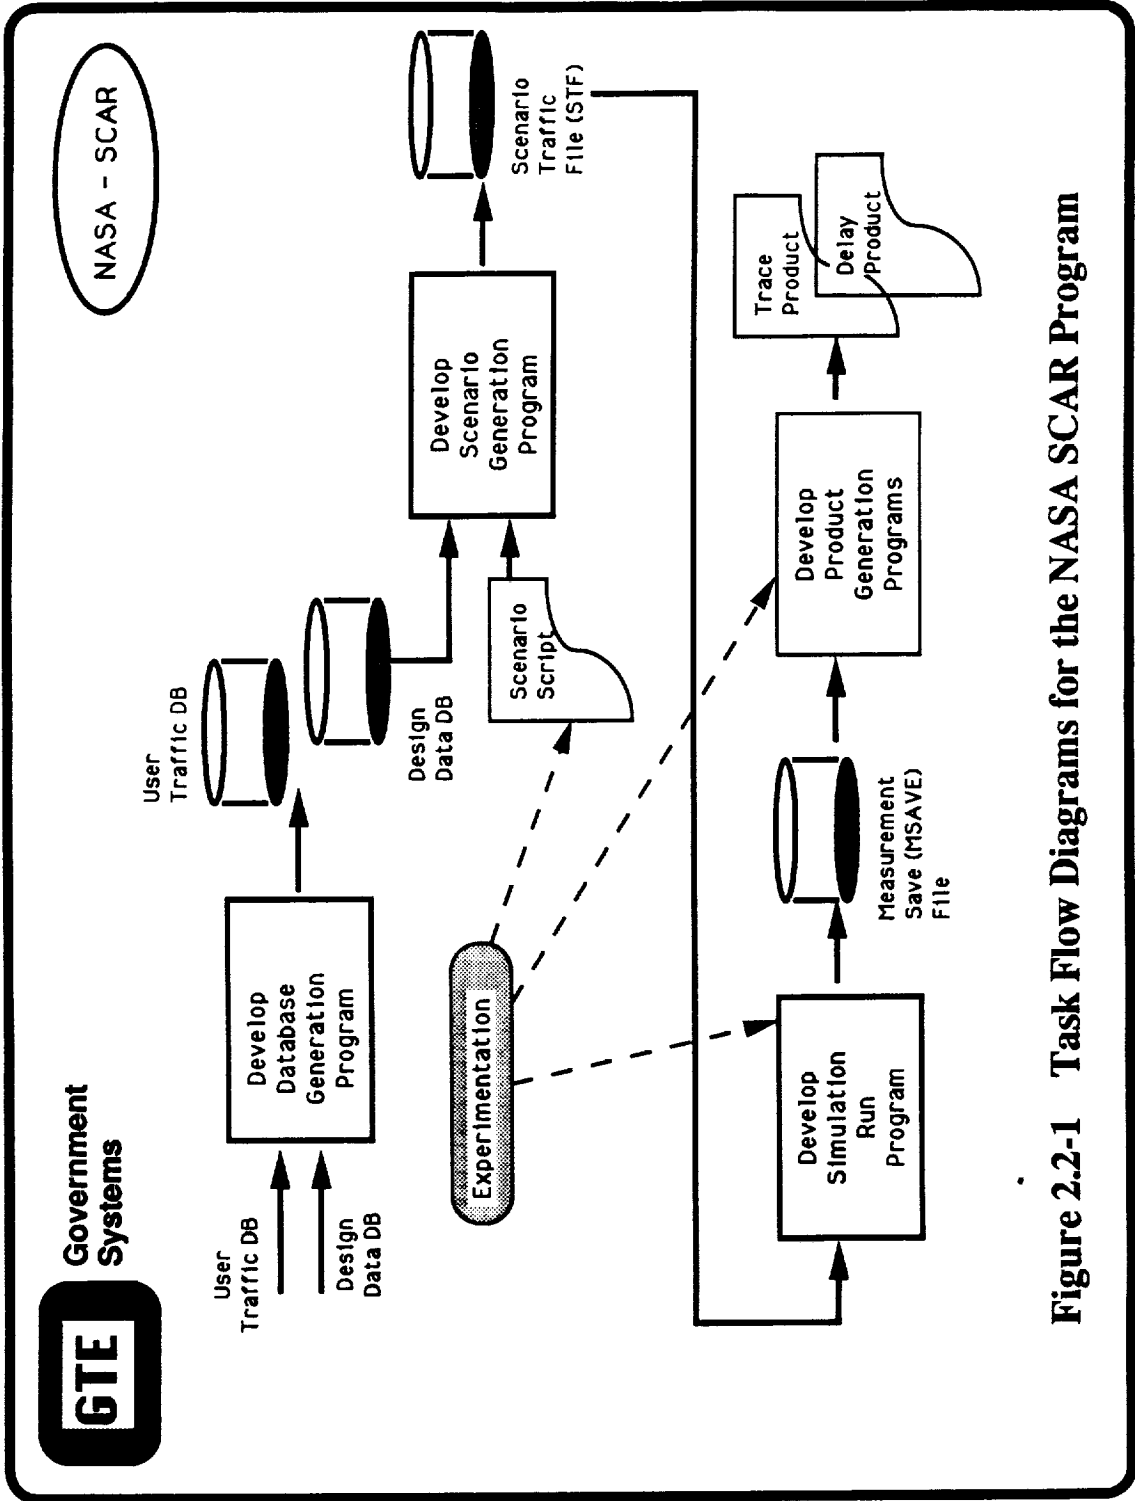 GTE
Government
Systems
NASA - SCAR
User
Traffic DB
Design
Data DB
Develop
Database
Generation
Program
User
Traffic DB
Design
Data DB
Scenario
Script
Develop
Scenario
Generation
Program
Scenario
Traffic
File (STF)
Experimentation
Develop
Simulation
Run
Program
Measurement
Save (MSAVE)
File
Develop
Product
Generation
Programs
Trace
Product
Delay
Product
Figure 2.2-1 Task Flow Diagrams for the NASA SCAR Program